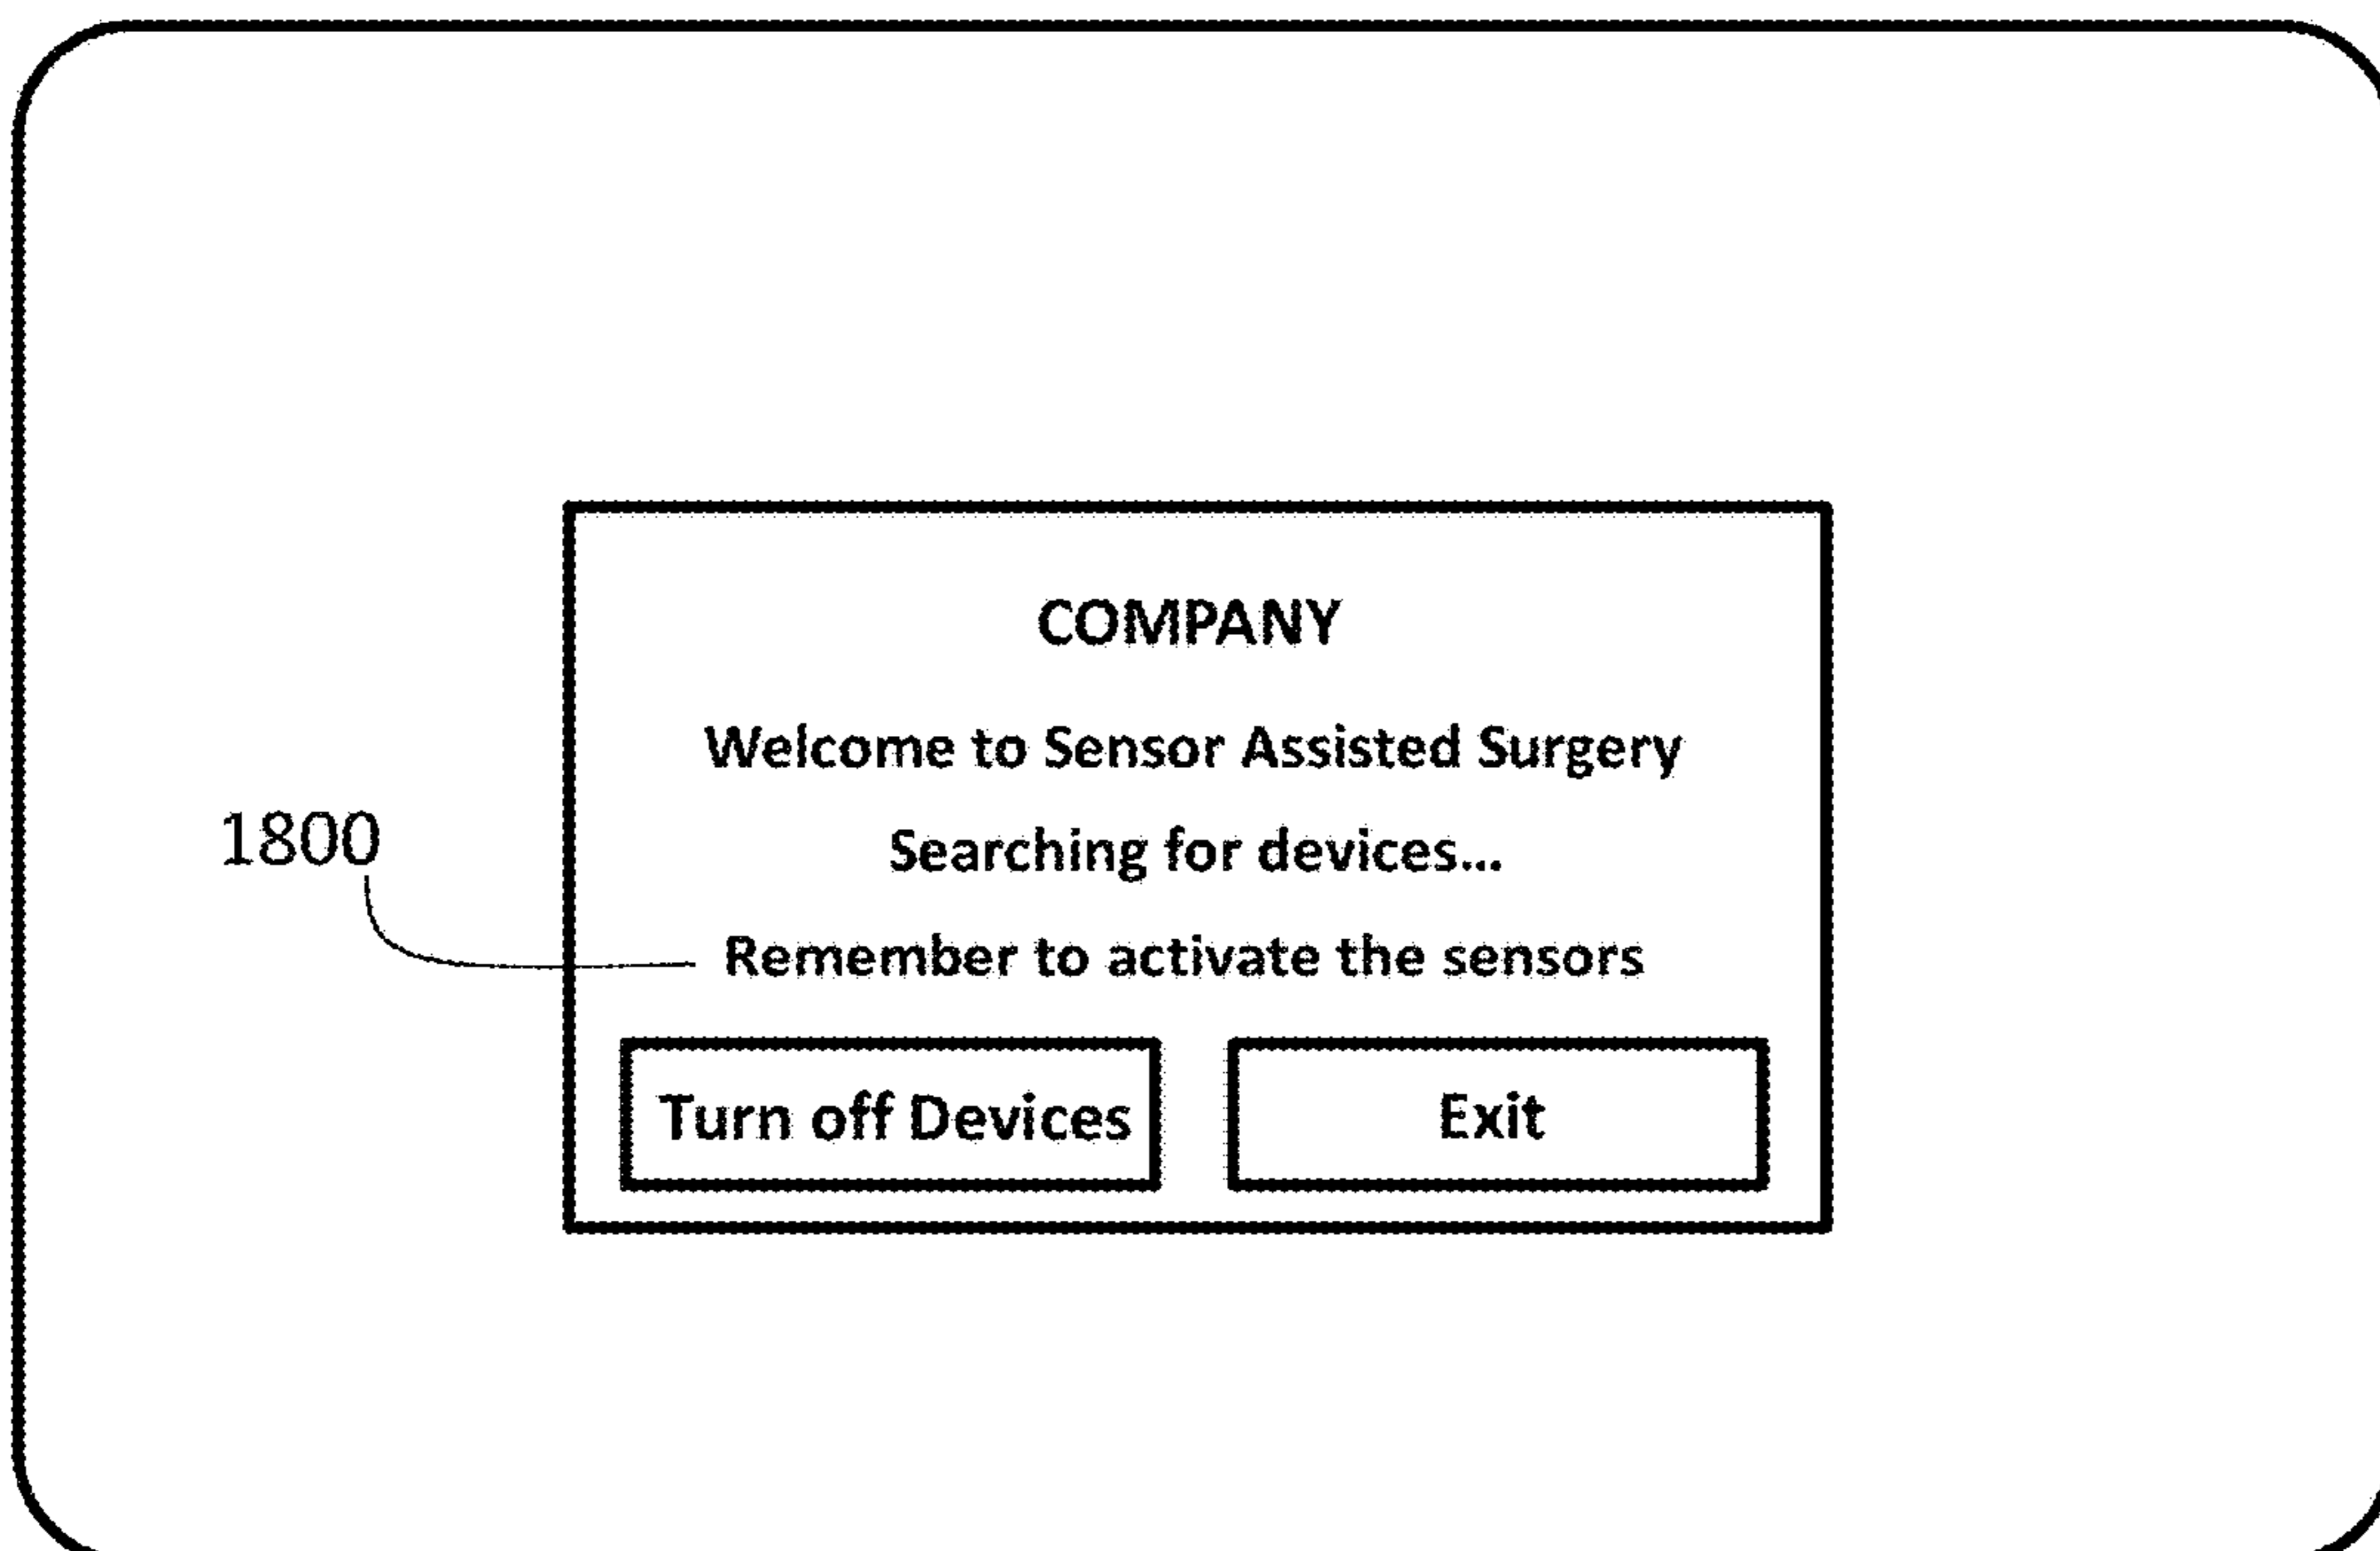 COMPANY
Welcome to Sensor Assisted Surgery
Searching for devices...
1800
Remember to activate the sensors
Turn off Devices
Exit